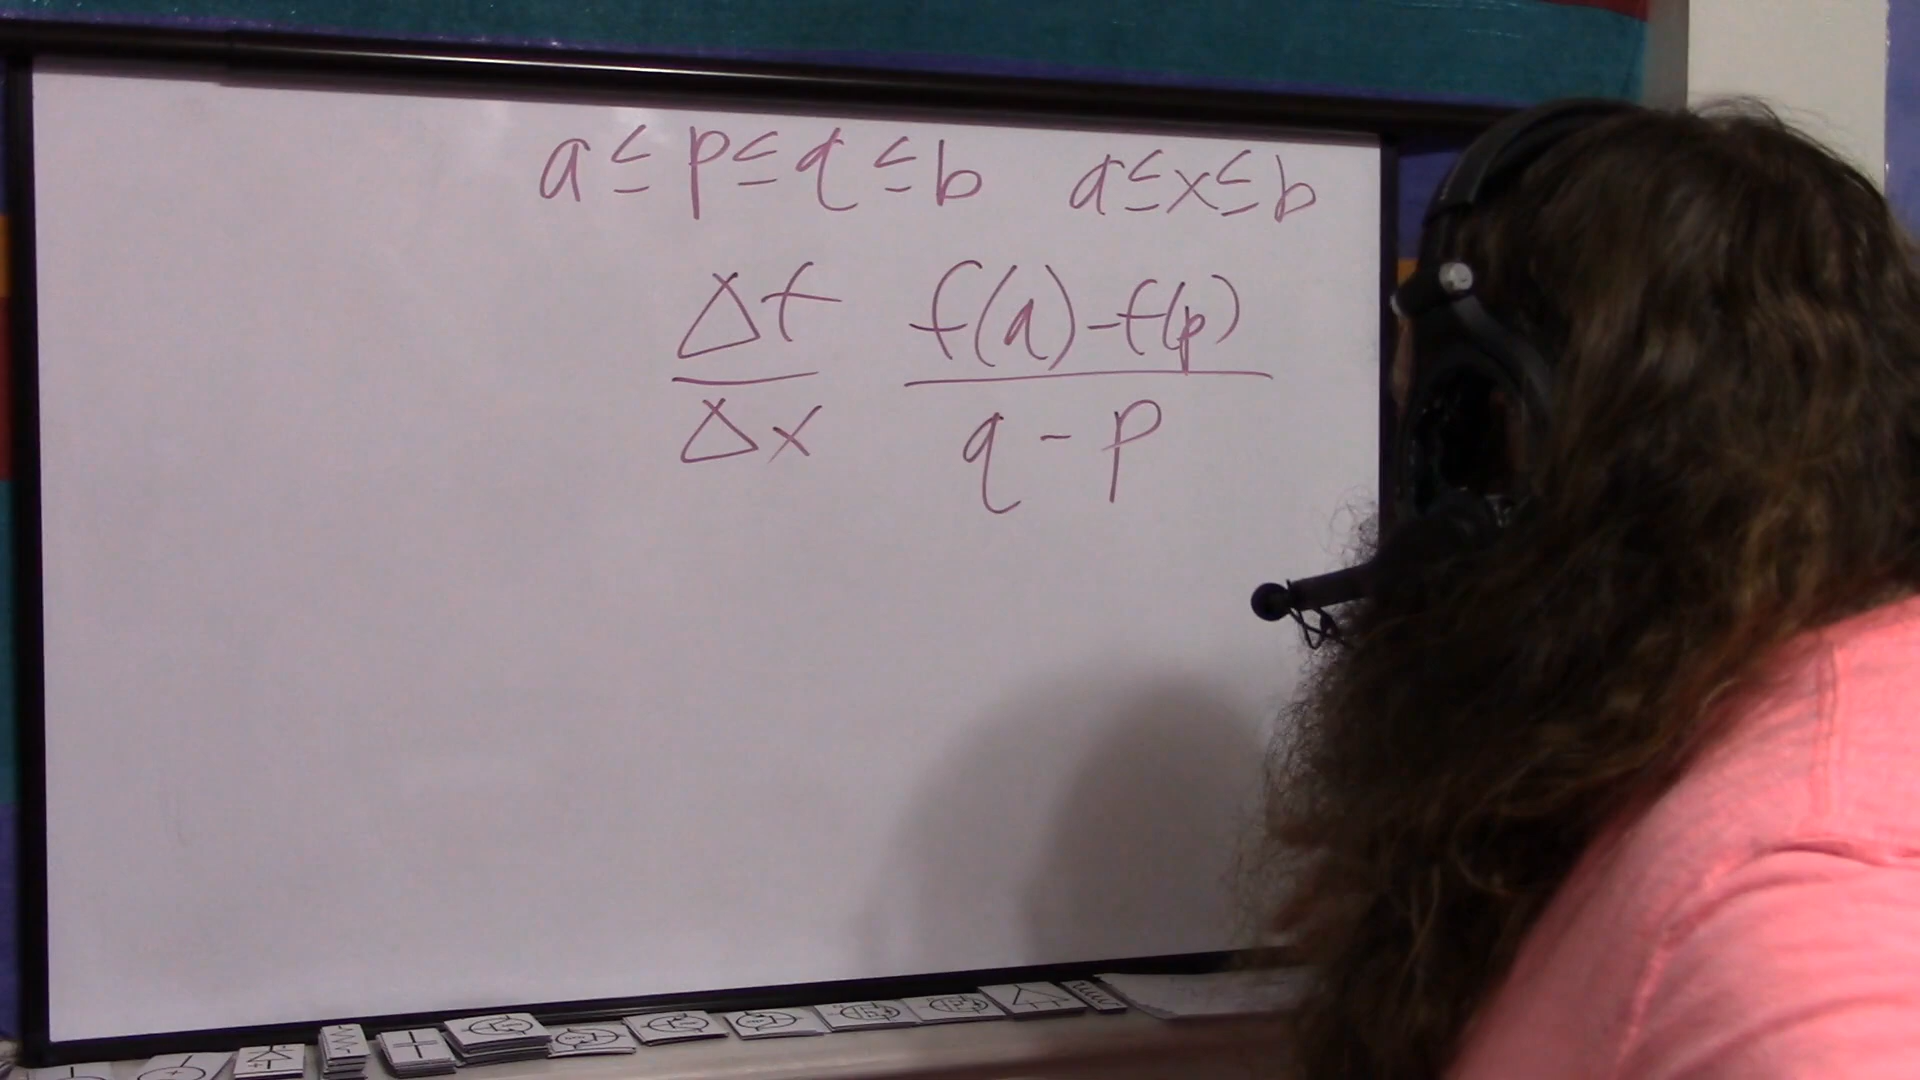 a ≤ p ≤ q ≤ b a ≤ x ≤ b
Δf f(q) - f(p)
Δx q - p